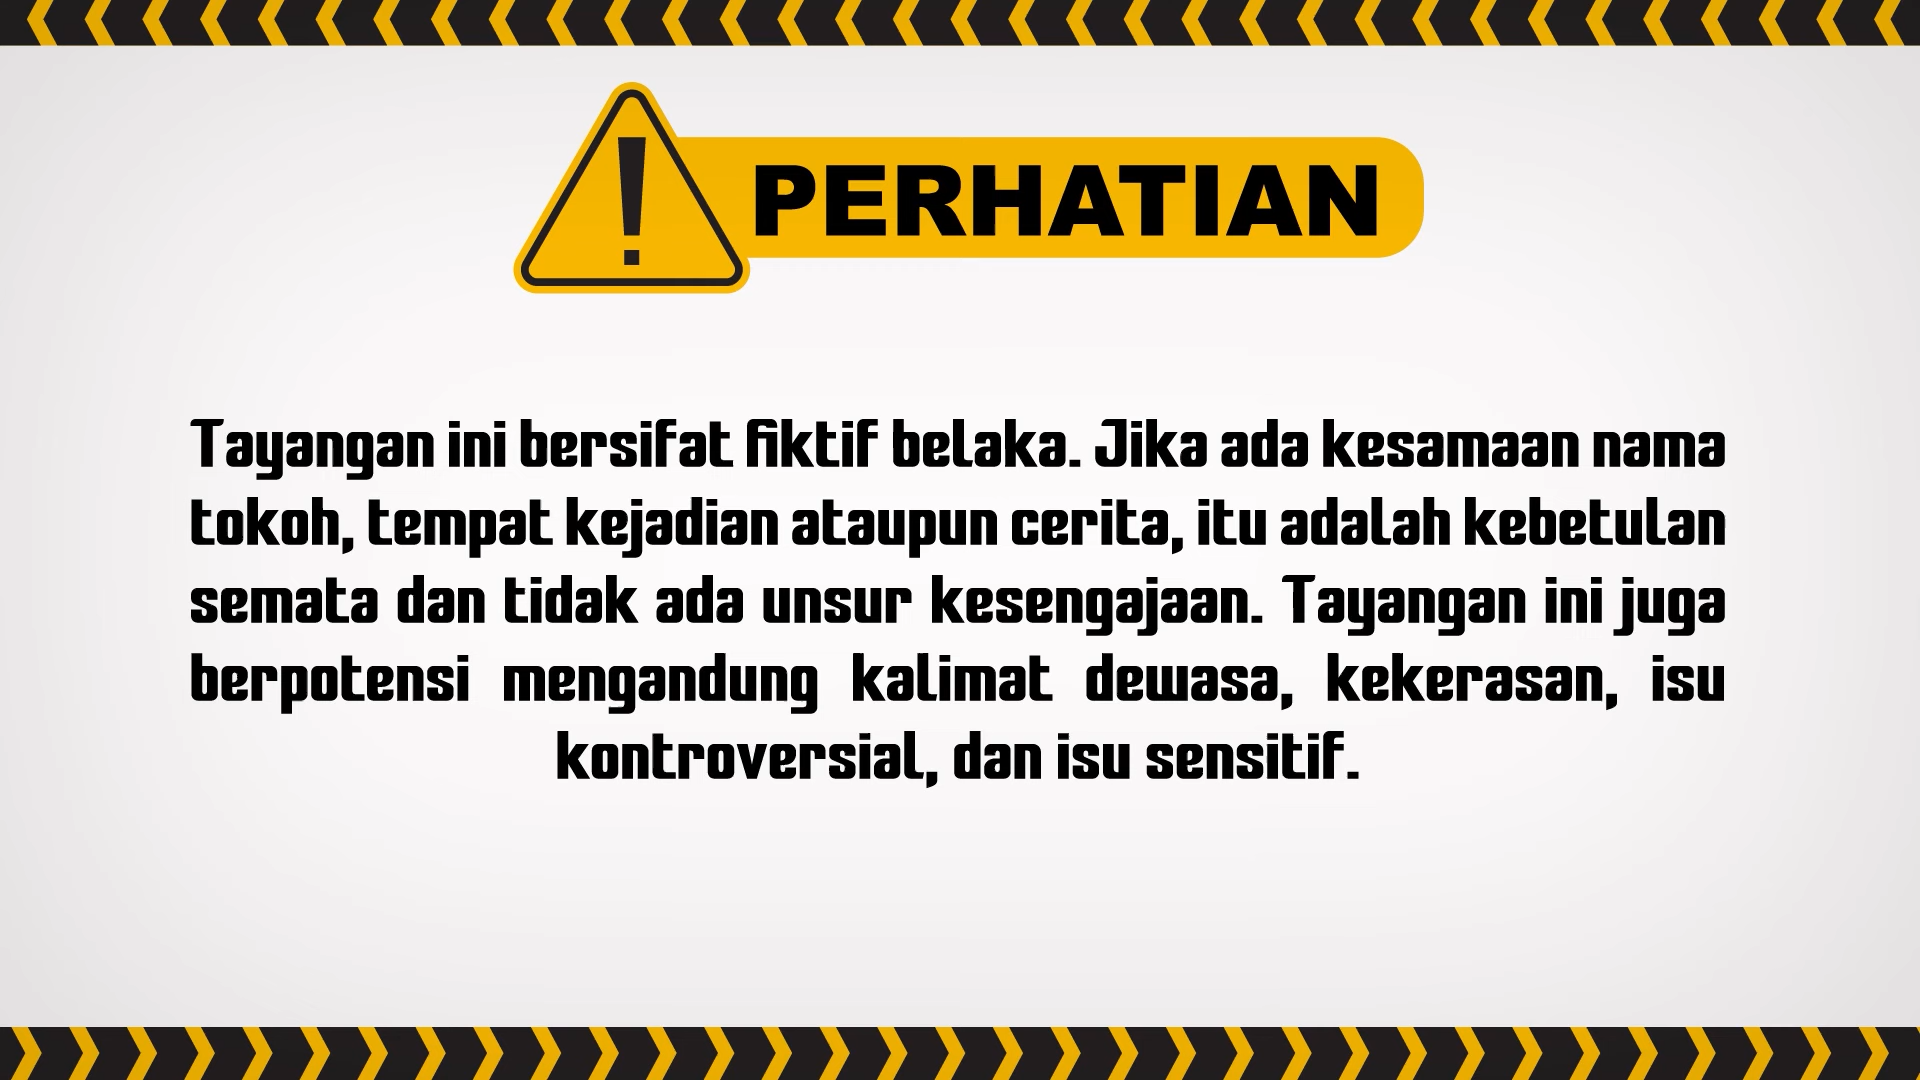 PERHATIAN
Tayangan ini bersifat fiktif belaka. Jika ada kesamaan nama
tokoh, tempat kejadian ataupun cerita, itu adalah kebetulan
semata dan tidak ada unsur kesengajaan. Tayangan ini juga
berpotensi mengandung kalimat dewasa, kekerasan, isu
kontroversial, dan isu sensitif.